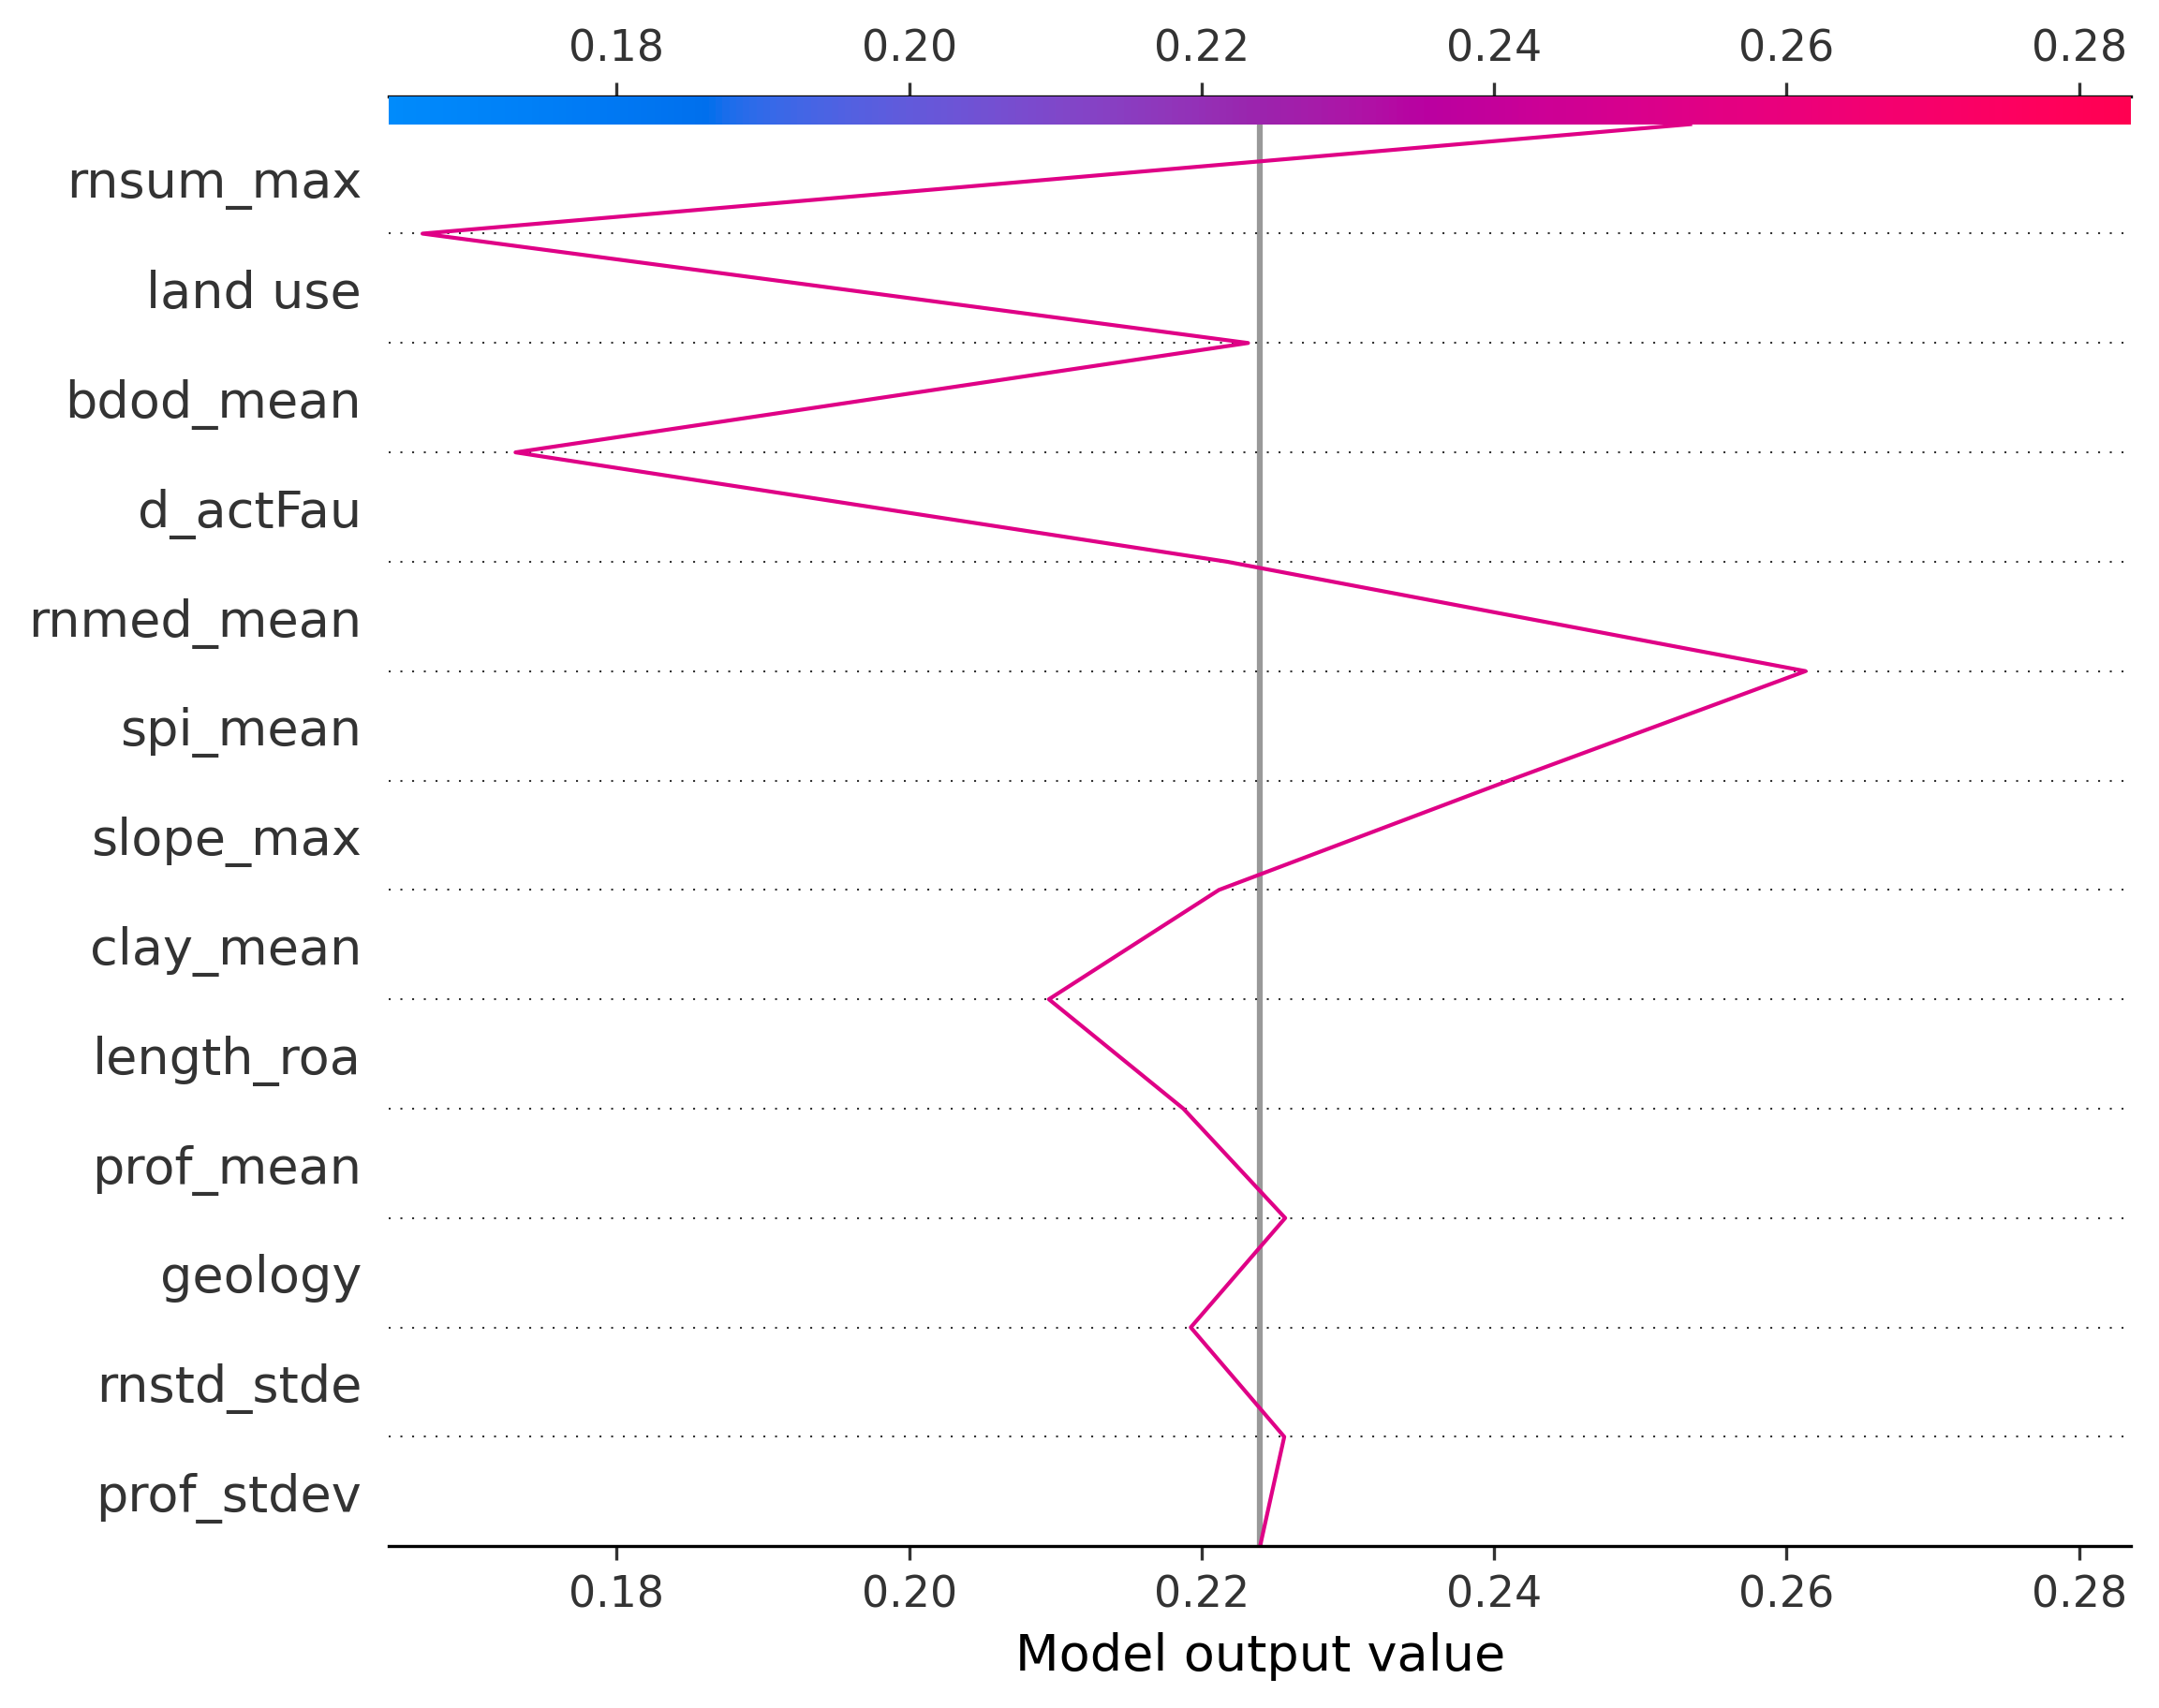 0.18 0.20 0.22 0.24 0.26 0.28
rnsum_max
land use
bdod_mean
d_actFau
rnmed_mean
spi_mean
slope_max
clay_mean
length_roa
prof_mean
geology
rnstd_stde
prof_stdev
0.18 0.20 0.22 0.24 0.26 0.28
Model output value